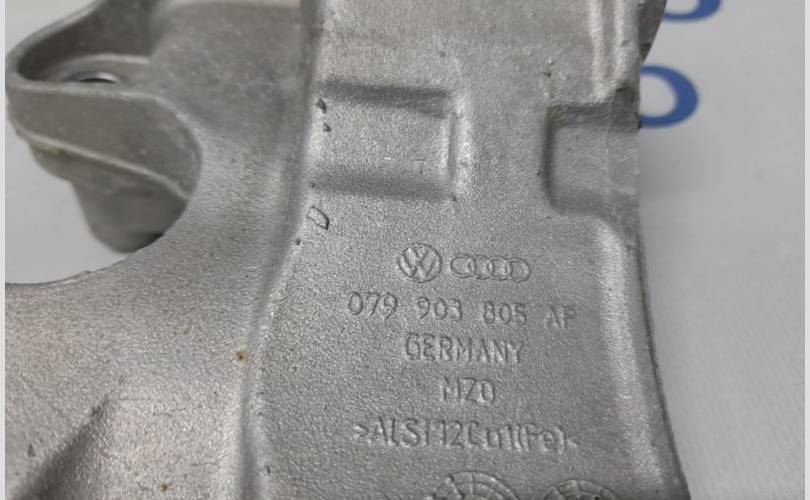 079 903 805 AP
GERMANY
MZO
>ALSI12Cu1(Fe)<